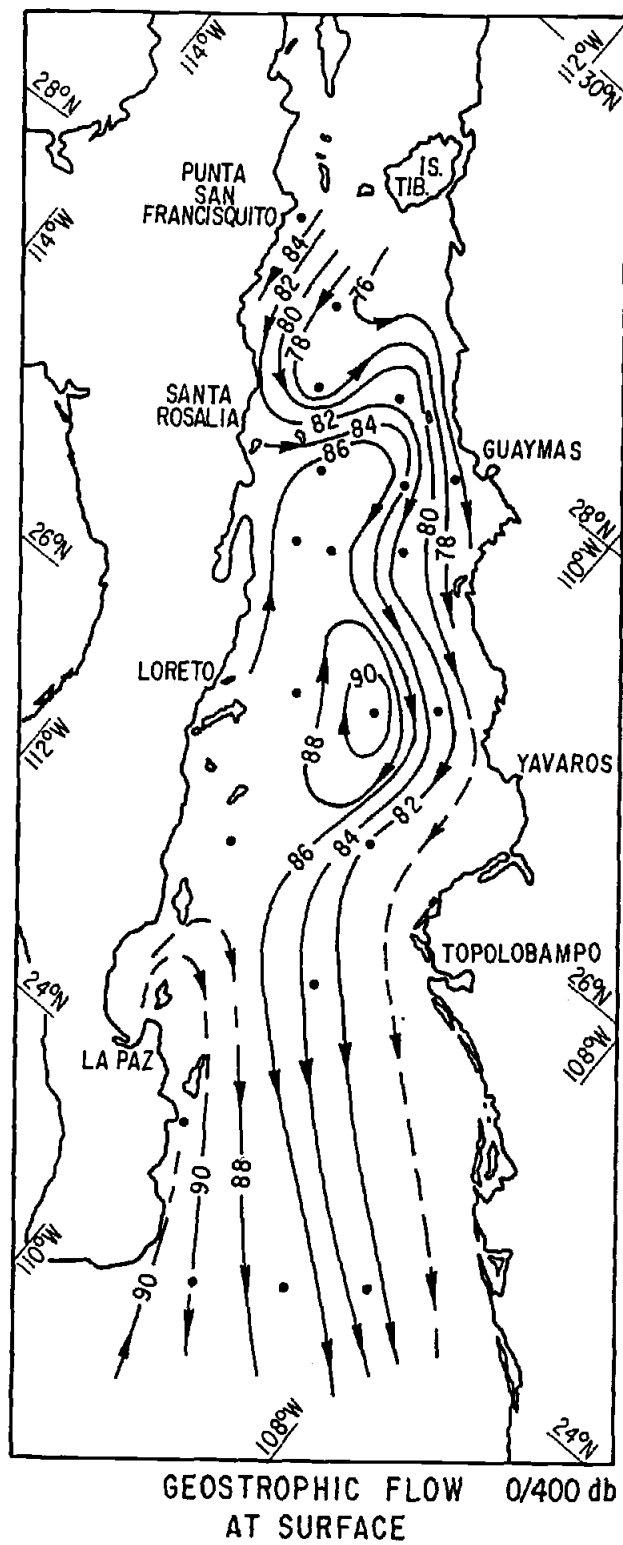 114°W
112°W
30°N
28°N
IS.
TIB.
PUNTA
SAN
FRANCISQUITO
114°W
84
82
80
78
76
SANTA
ROSALIA
82
84
86
GUAYMAS
80
78
28°N
110°W
26°N
LORETO
90
88
112°W
YAVAROS
86
84
82
TOPOLOBAMPO
24°N
26°N
108°W
LA PAZ
90
88
110°W
90
108°W
24°N
GEOSTROPHIC FLOW 0/400 db
AT SURFACE